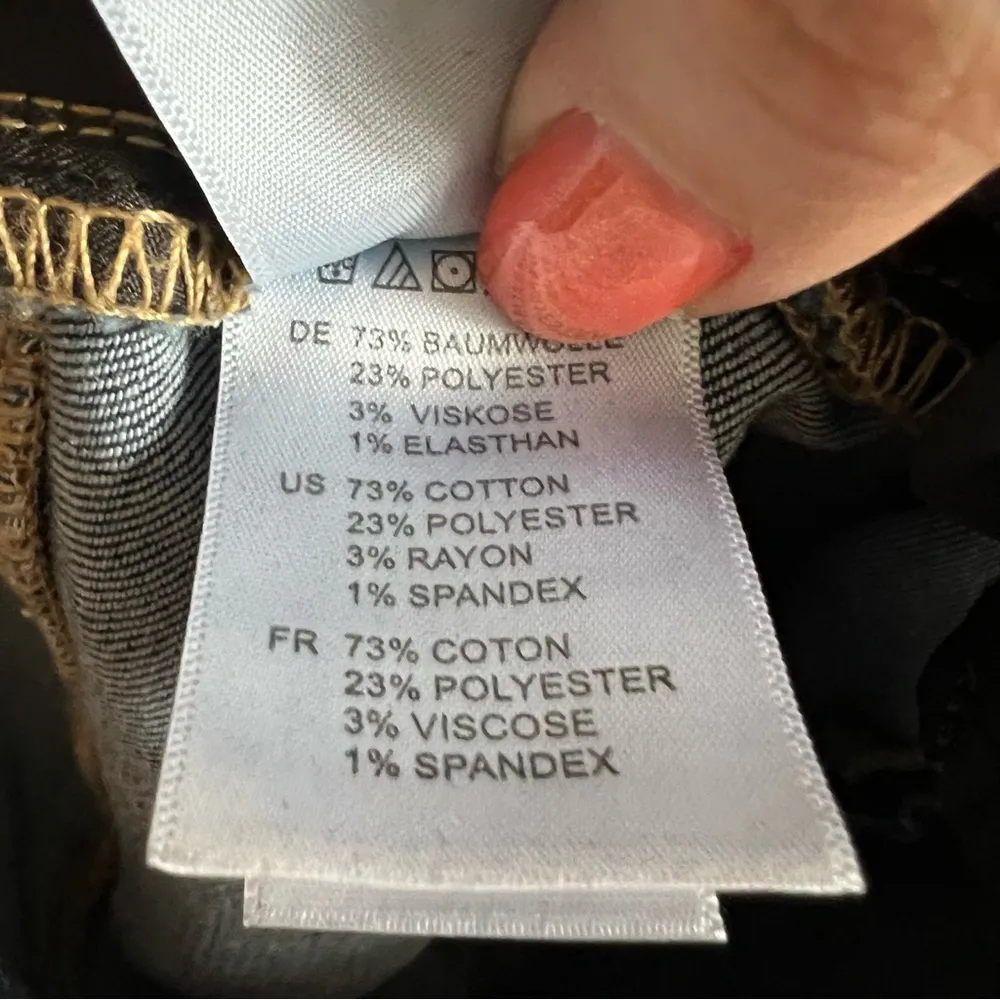 DE 73% BAUMWOLLE
23% POLYESTER
3% VISKOSE
1% ELASTHAN
US 73% COTTON
23% POLYESTER
3% RAYON
1% SPANDEX
FR 73% COTON
23% POLYESTER
3% VISCOSE
1% SPANDEX